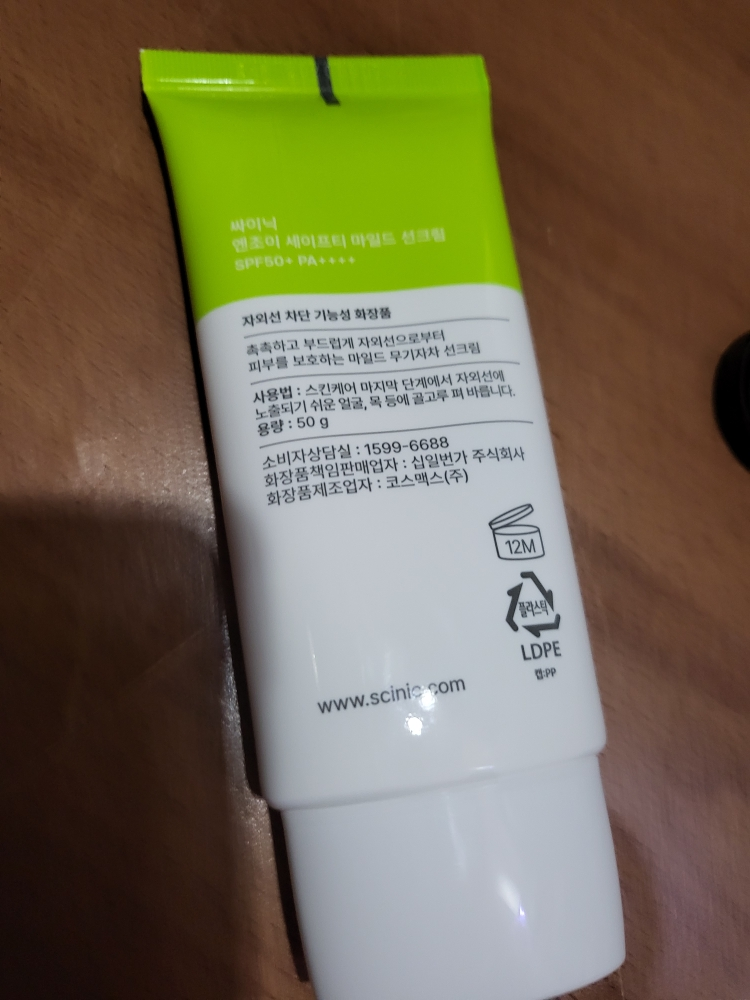 싸이닉
엔조이 세이프티 마일드 선크림
SPF50+ PA++++
자외선 차단 기능성 화장품
촉촉하고 부드럽게 자외선으로부터
피부를 보호하는 마일드 무기자차 선크림
사용법 : 스킨케어 마지막 단계에서 자외선에
노출되기 쉬운 얼굴, 목 등에 골고루 펴 바릅니다.
용량 : 50 g
소비자상담실 : 1599-6688
화장품책임판매업자 : 십일번가 주식회사
화장품제조업자 : 코스맥스(주)
12M
플라스틱
LDPE
캡:PP
www.scinic.com